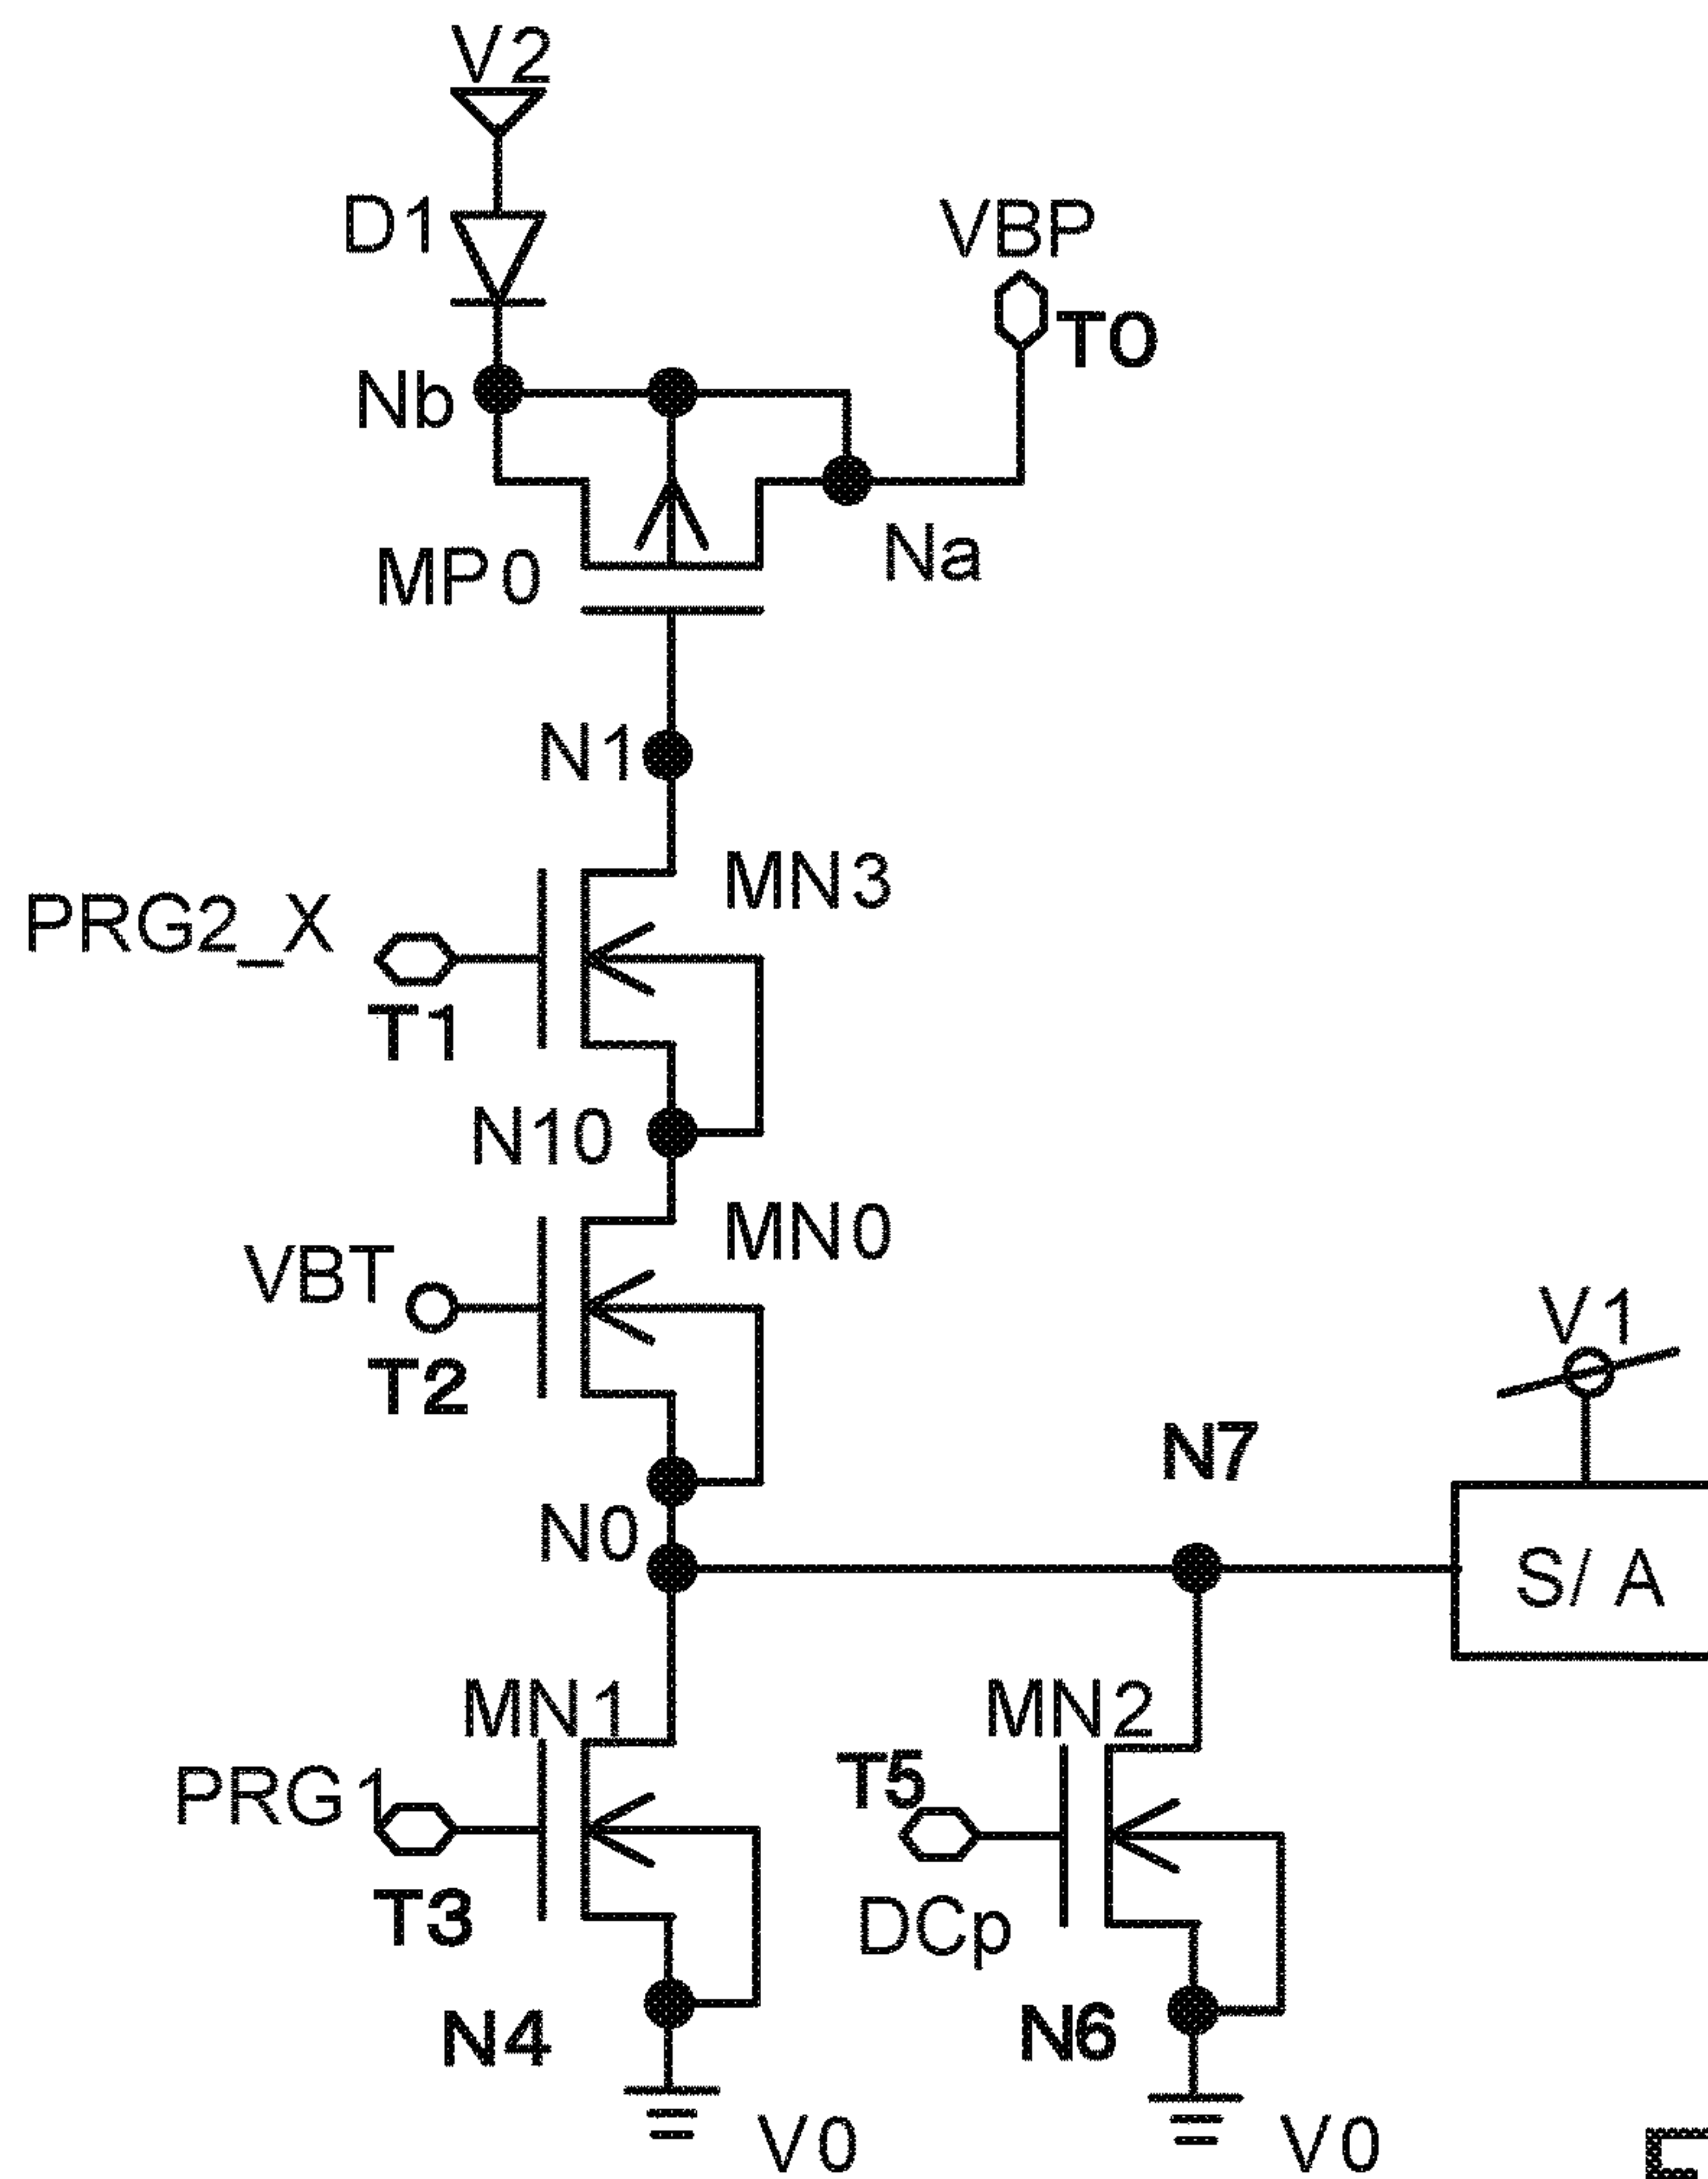 V2
D1
VBP
T0
Nb
Na
MP0
N1
MN3
PRG2_X
T1
N10
MN0
VBT
T2
V1
N7
N0
S/A
MN1
MN2
PRG1
T5
T3
DCp
N4
N6
V0
V0